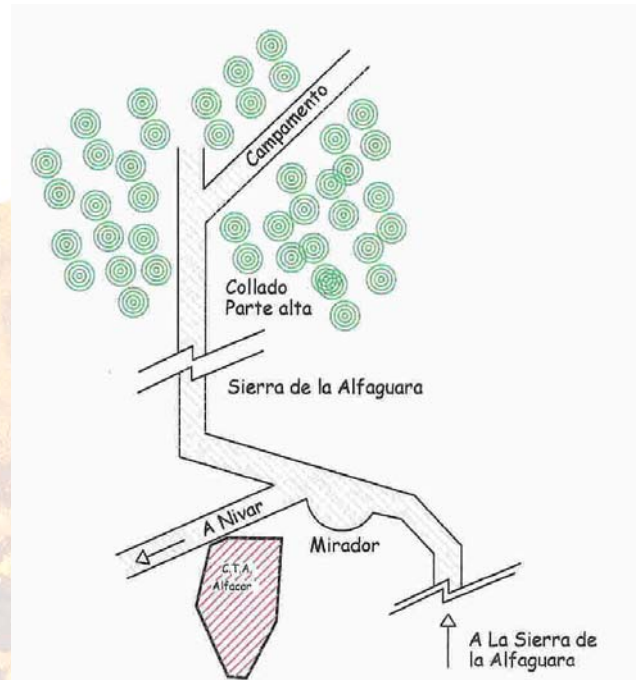 Campamento
Collado
Parte alta
Sierra de la Alfaguara
A Nivar
Mirador
C.T.A.
Alfacar
A La Sierra de
la Alfaguara